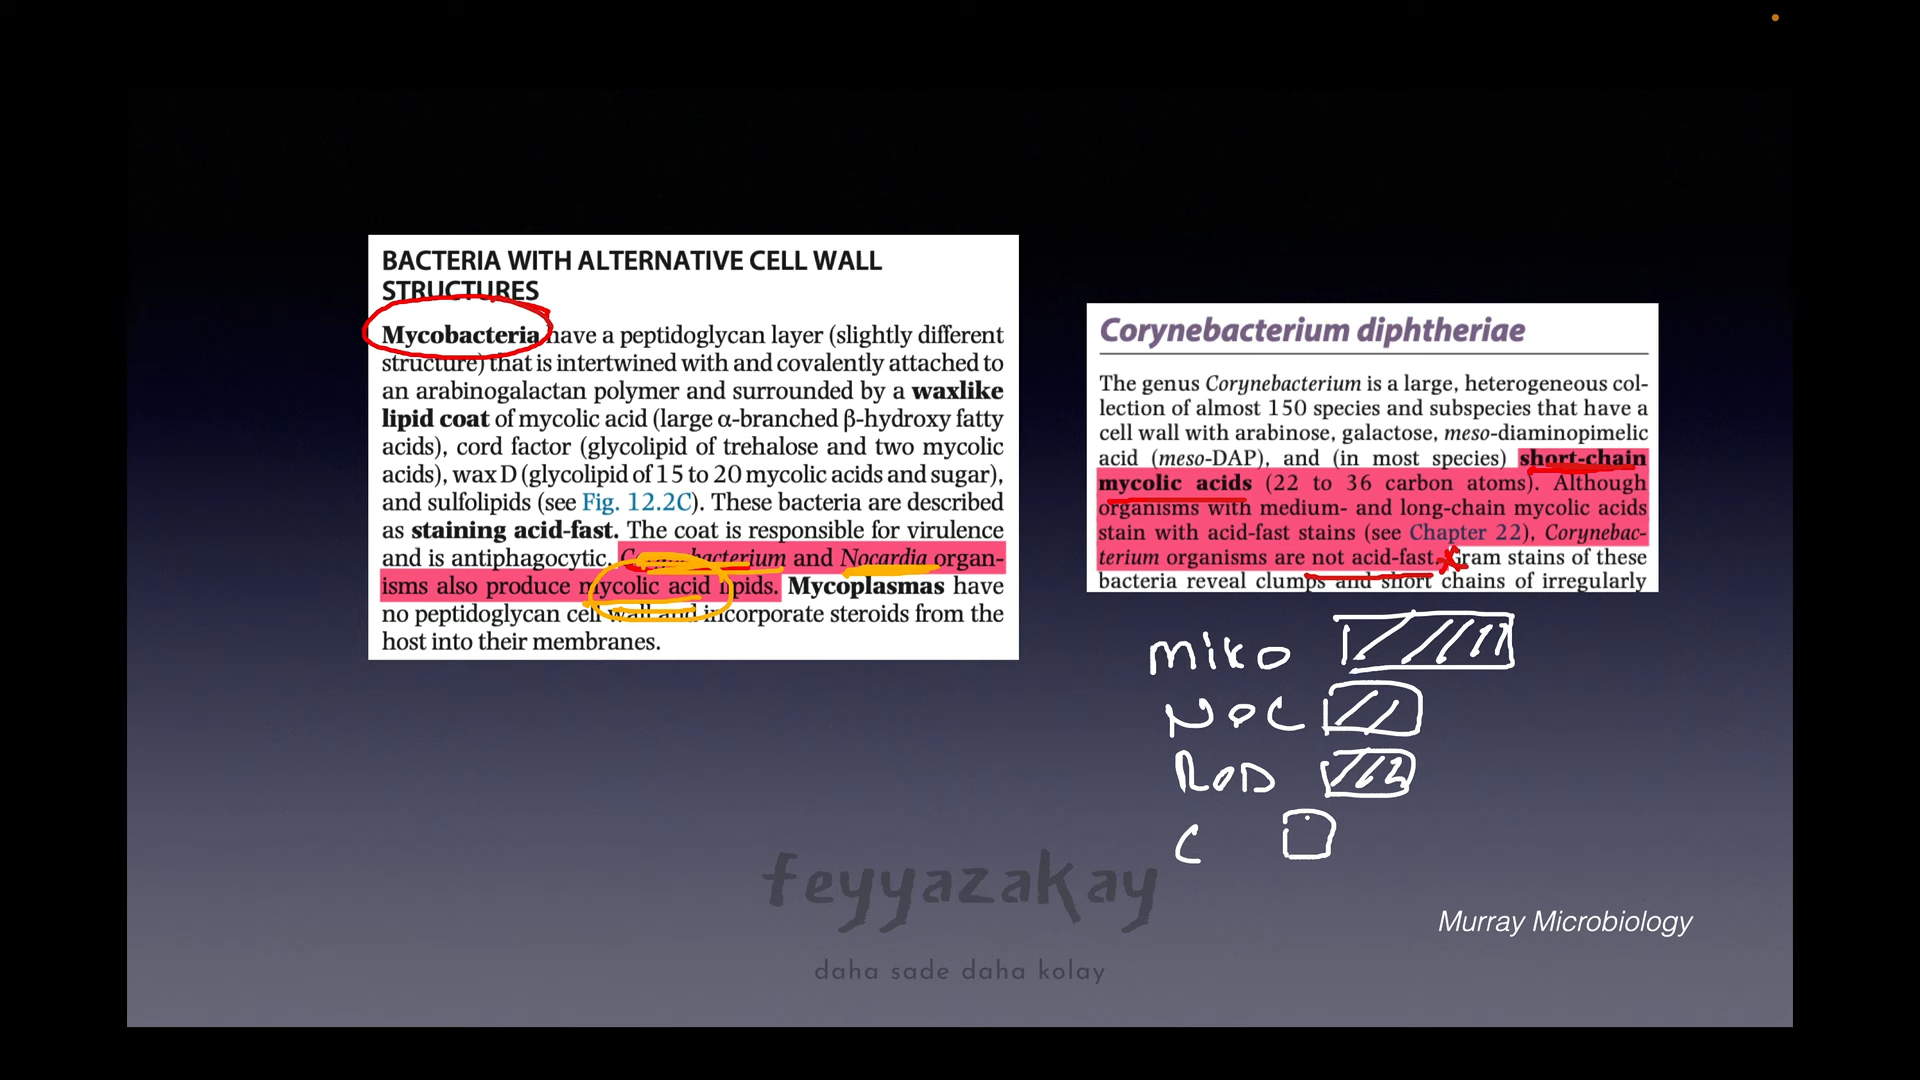 BACTERIA WITH ALTERNATIVE CELL WALL
STRUCTURES
Mycobacteria have a peptidoglycan layer (slightly different
structure) that is intertwined with and covalently attached to
an arabinogalactan polymer and surrounded by a waxlike
lipid coat of mycolic acid (large α-branched β-hydroxy fatty
acids), cord factor (glycolipid of trehalose and two mycolic
acids), wax D (glycolipid of 15 to 20 mycolic acids and sugar),
and sulfolipids (see Fig. 12.2C). These bacteria are described
as staining acid-fast. The coat is responsible for virulence
and is antiphagocytic. Corynebacterium and Nocardia organ-
isms also produce mycolic acid lipids. Mycoplasmas have
no peptidoglycan cell wall and incorporate steroids from the
host into their membranes.
Corynebacterium diphtheriae
The genus Corynebacterium is a large, heterogeneous col-
lection of almost 150 species and subspecies that have a
cell wall with arabinose, galactose, meso-diaminopimelic
acid (meso-DAP), and (in most species) short-chain
mycolic acids (22 to 36 carbon atoms). Although
organisms with medium- and long-chain mycolic acids
stain with acid-fast stains (see Chapter 22), Corynebac-
terium organisms are not acid-fast. Gram stains of these
bacteria reveal clumps and short chains of irregularly
miko
NOC
ROD
C
feyyazakay
daha sade daha kolay
Murray Microbiology